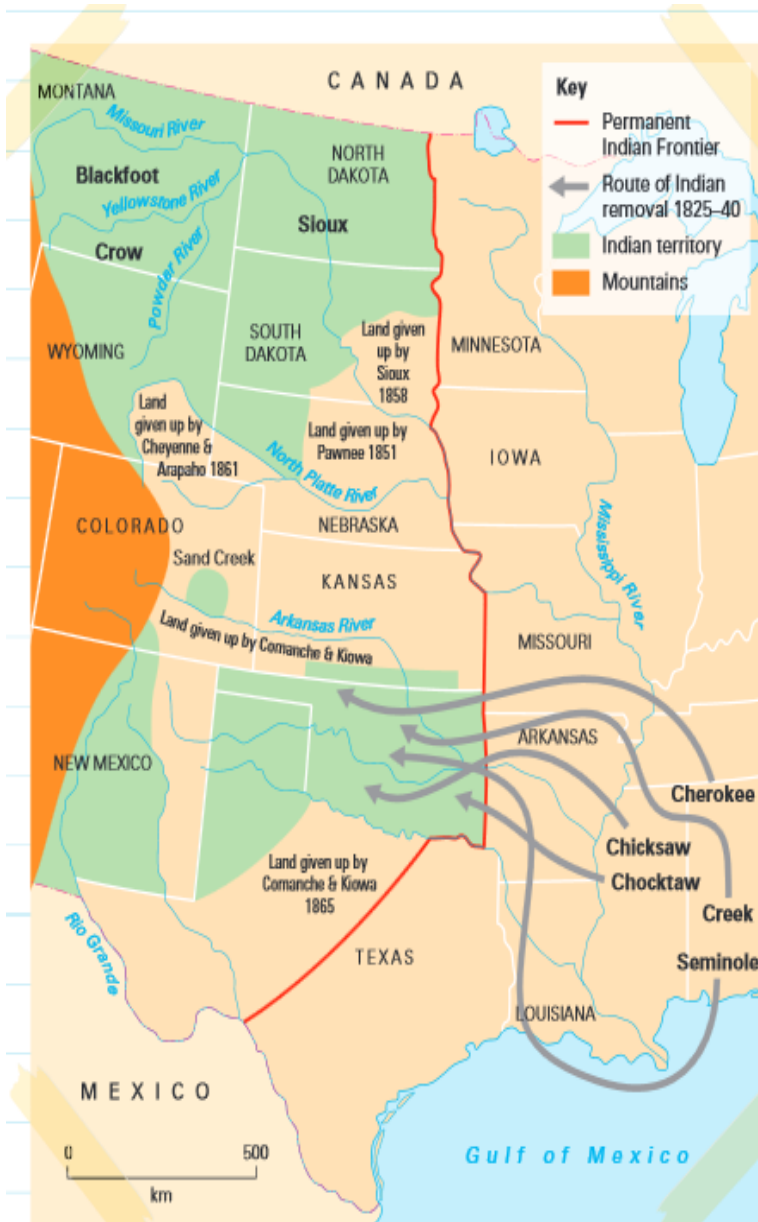 CANADA
Key
Permanent
Indian Frontier
Route of Indian
removal 1825–40
Indian territory
Mountains
MONTANA
Missouri River
Blackfoot
Yellowstone River
Crow
Powder River
NORTH
DAKOTA
Sioux
WYOMING
SOUTH
DAKOTA
Land given
up by
Sioux
1858
MINNESOTA
Land
given up by
Cheyenne &
Arapaho 1861
Land given up by
Pawnee 1851
North Platte River
IOWA
COLORADO
NEBRASKA
Sand Creek
KANSAS
Mississippi River
Arkansas River
Land given up by Comanche & Kiowa
MISSOURI
NEW MEXICO
ARKANSAS
Cherokee
Chicksaw
Chocktaw
Creek
Seminole
Land given up by
Comanche & Kiowa
1865
TEXAS
LOUISIANA
Rio Grande
MEXICO
0 500
km
Gulf of Mexico